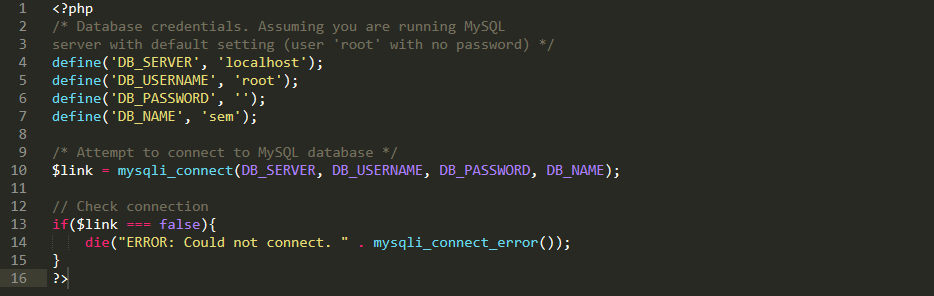 1 <?php
2 /* Database credentials. Assuming you are running MySQL
3 server with default setting (user 'root' with no password) */
4 define('DB_SERVER', 'localhost');
5 define('DB_USERNAME', 'root');
6 define('DB_PASSWORD', '');
7 define('DB_NAME', 'sem');
8
9 /* Attempt to connect to MySQL database */
10 $link = mysqli_connect(DB_SERVER, DB_USERNAME, DB_PASSWORD, DB_NAME);
11
12 // Check connection
13 if($link === false){
14     die("ERROR: Could not connect. " . mysqli_connect_error());
15 }
16 ?>